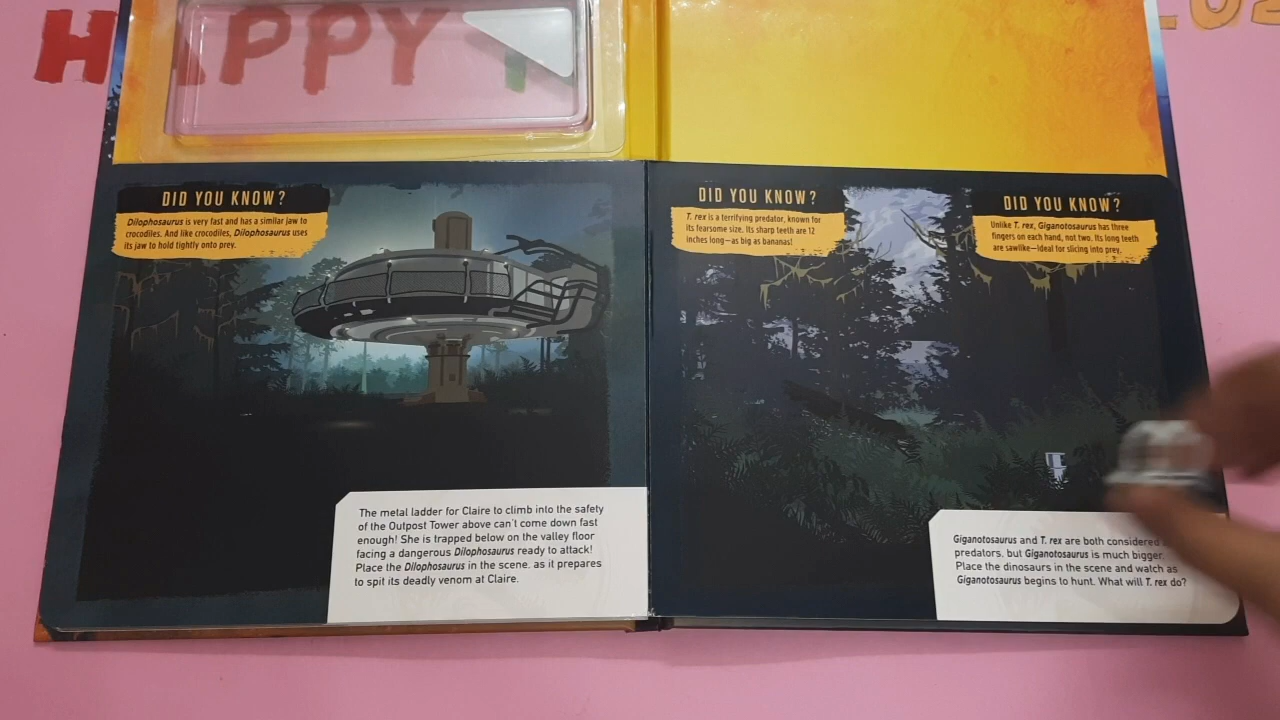 HAPPY
202
DID YOU KNOW?
Dilophosaurus is very fast and has a similar jaw to
crocodiles. And like crocodiles, Dilophosaurus uses
its jaw to hold tightly onto prey.
The metal ladder for Claire to climb into the safety
of the Outpost Tower above can't come down fast
enough! She is trapped below on the valley floor
facing a dangerous Dilophosaurus ready to attack!
Place the Dilophosaurus in the scene, as it prepares
to spit its deadly venom at Claire.
DID YOU KNOW?
T. rex is a terrifying predator, known for
its fearsome size. Its sharp teeth are 12
inches long—as big as bananas!
DID YOU KNOW?
Unlike T. rex, Giganotosaurus has three
fingers on each hand, not two. Its long teeth
are sawlike—ideal for slicing into prey.
Giganotosaurus and T. rex are both considered
predators, but Giganotosaurus is much bigger.
Place the dinosaurs in the scene and watch as
Giganotosaurus begins to hunt. What will T. rex do?